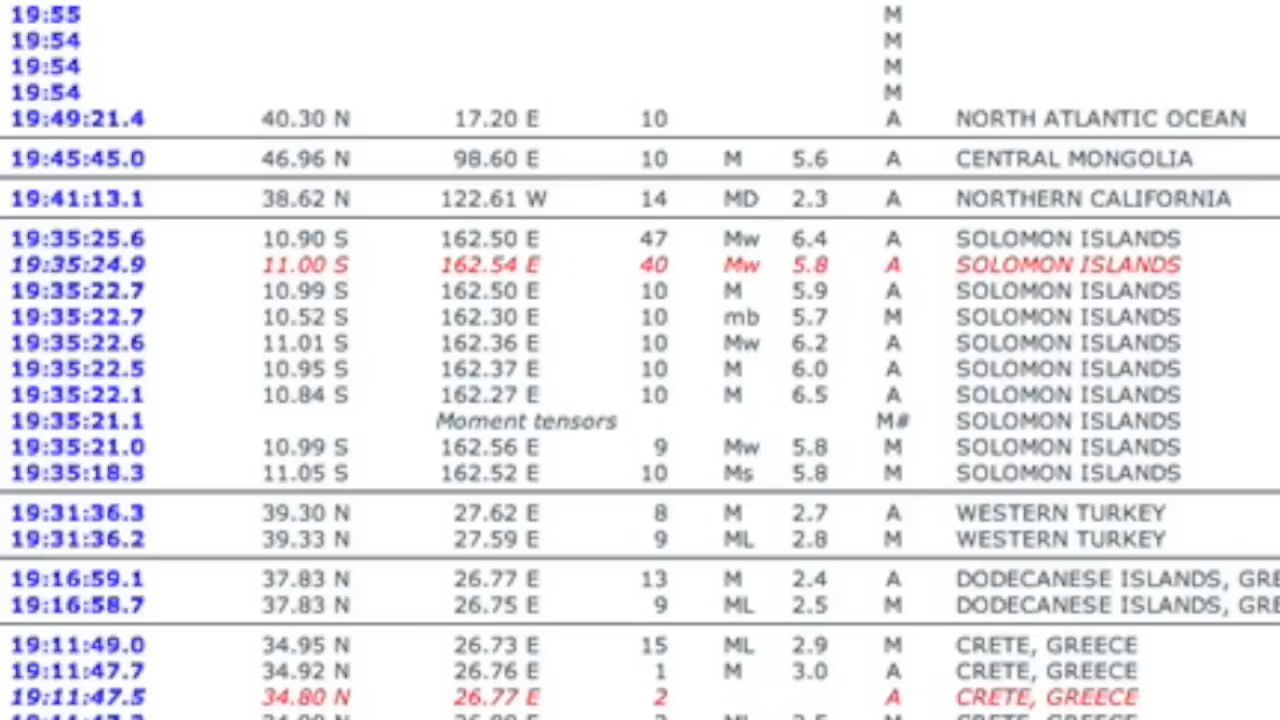 19:55 M
19:54 M
19:54 M
19:54 M
19:49:21.4 40.30 N 17.20 E 10 A NORTH ATLANTIC OCEAN
19:45:45.0 46.96 N 98.60 E 10 M 5.6 A CENTRAL MONGOLIA
19:41:13.1 38.62 N 122.61 W 14 MD 2.3 A NORTHERN CALIFORNIA
19:35:25.6 10.90 S 162.50 E 47 Mw 6.4 A SOLOMON ISLANDS
19:35:24.9 11.00 S 162.54 E 40 Mw 5.8 A SOLOMON ISLANDS
19:35:22.7 10.99 S 162.50 E 10 M 5.9 A SOLOMON ISLANDS
19:35:22.7 10.52 S 162.30 E 10 mb 5.7 M SOLOMON ISLANDS
19:35:22.6 11.01 S 162.36 E 10 Mw 6.2 A SOLOMON ISLANDS
19:35:22.5 10.95 S 162.37 E 10 M 6.0 A SOLOMON ISLANDS
19:35:22.1 10.84 S 162.27 E 10 M 6.5 A SOLOMON ISLANDS
19:35:21.1 Moment tensors M# SOLOMON ISLANDS
19:35:21.0 10.99 S 162.56 E 9 Mw 5.8 M SOLOMON ISLANDS
19:35:18.3 11.05 S 162.52 E 10 Ms 5.8 M SOLOMON ISLANDS
19:31:36.3 39.30 N 27.62 E 8 M 2.7 A WESTERN TURKEY
19:31:36.2 39.33 N 27.59 E 9 ML 2.8 M WESTERN TURKEY
19:16:59.1 37.83 N 26.77 E 13 M 2.4 A DODECANESE ISLANDS, GRE
19:16:58.7 37.83 N 26.75 E 9 ML 2.5 M DODECANESE ISLANDS, GRE
19:11:49.0 34.95 N 26.73 E 15 ML 2.9 M CRETE, GREECE
19:11:47.7 34.92 N 26.76 E 1 M 3.0 A CRETE, GREECE
19:11:47.5 34.80 N 26.77 E 2 A CRETE, GREECE